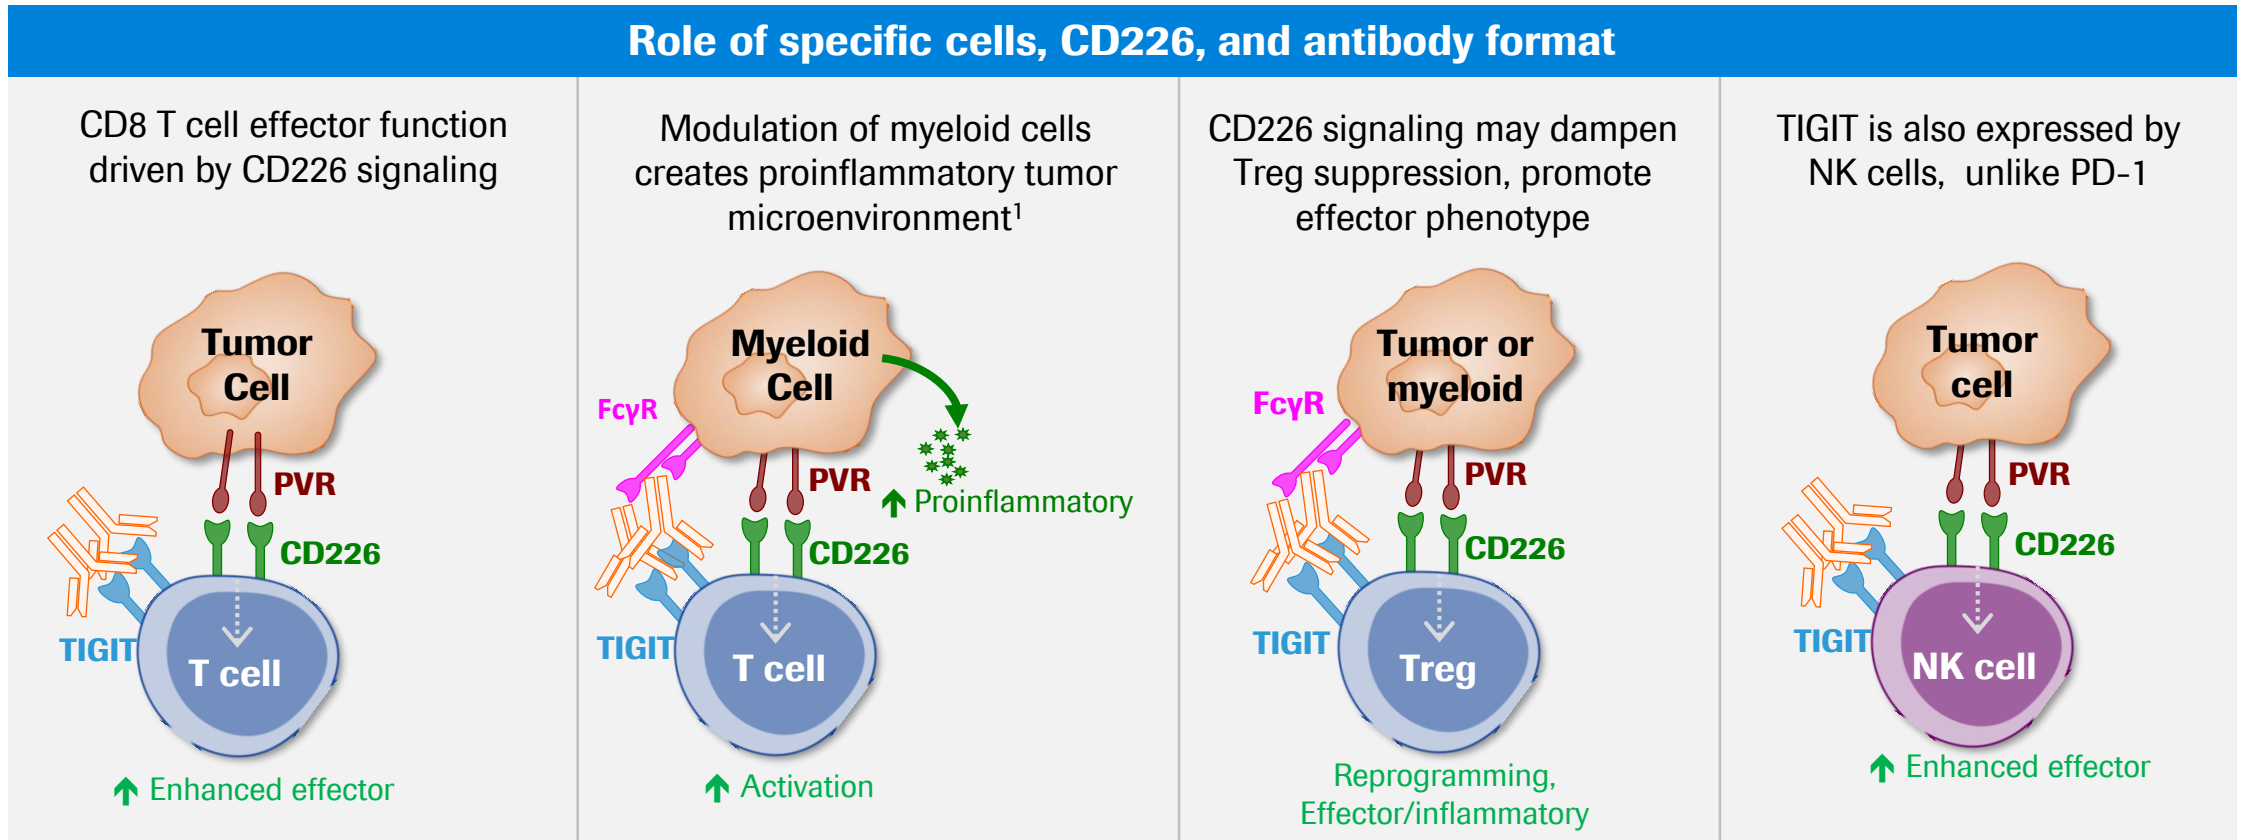 Role of specific cells, CD226, and antibody format
CD8 T cell effector function
driven by CD226 signaling
Tumor
Cell
PVR
CD226
TIGIT
T cell
Enhanced effector
Modulation of myeloid cells
creates proinflammatory tumor
microenvironment¹
Myeloid
Cell
FcγR
PVR
Proinflammatory
CD226
TIGIT
T cell
Activation
CD226 signaling may dampen
Treg suppression, promote
effector phenotype
Tumor or
myeloid
FcγR
PVR
CD226
TIGIT
Treg
Reprogramming,
Effector/inflammatory
TIGIT is also expressed by
NK cells, unlike PD-1
Tumor
cell
PVR
CD226
TIGIT
NK cell
Enhanced effector